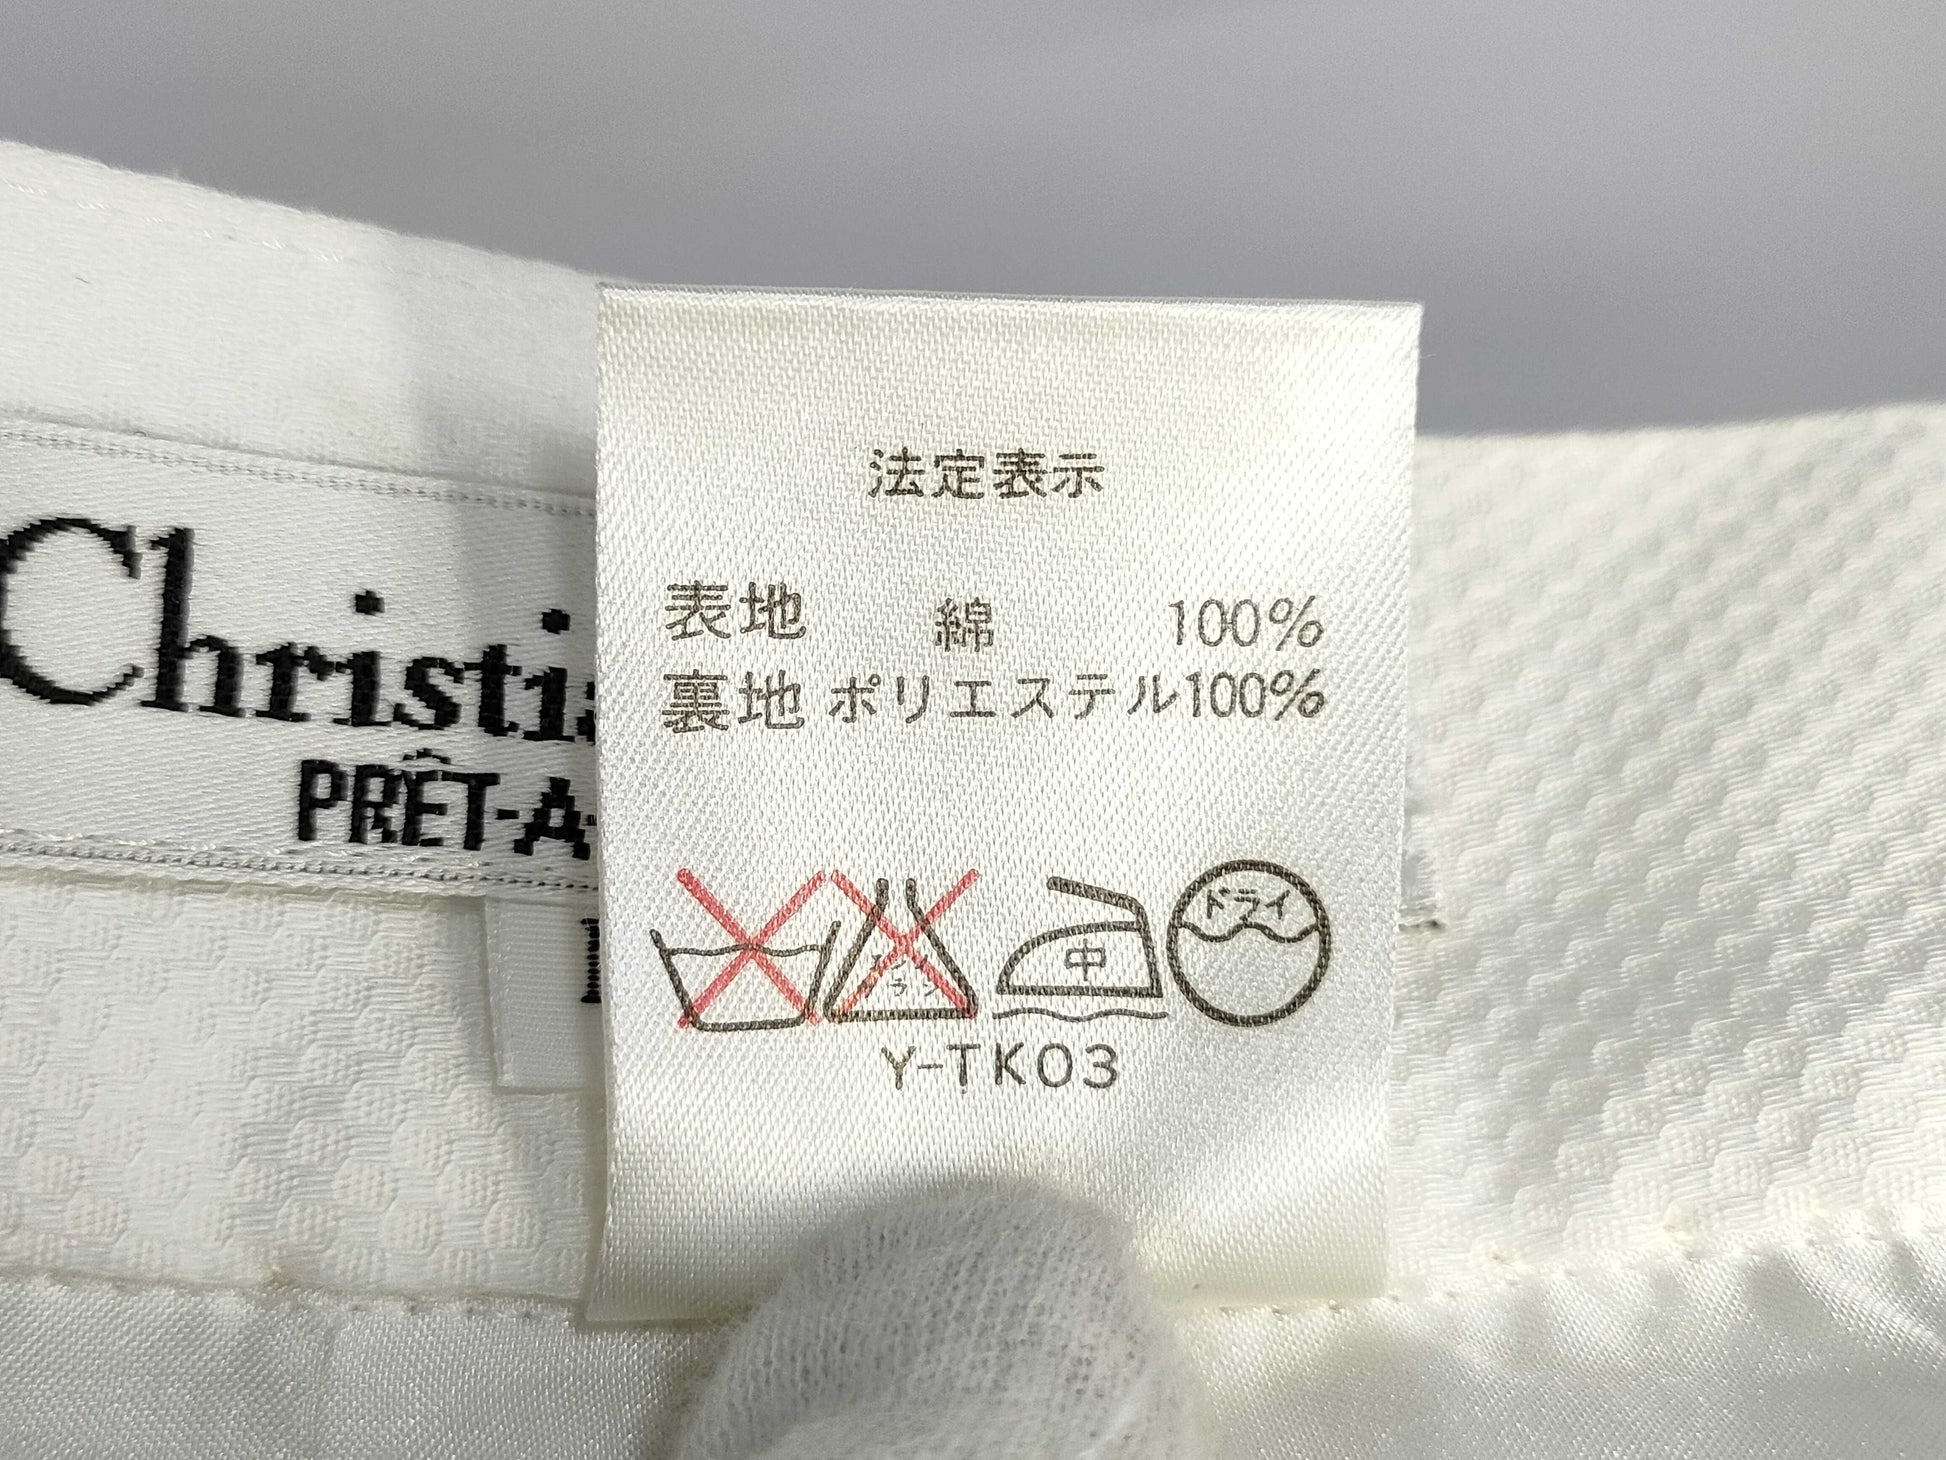 Christi
PRÊT-A-
法定表示
表地 綿 100%
裏地 ポリエステル100%
中
ドライ
Y-TK03